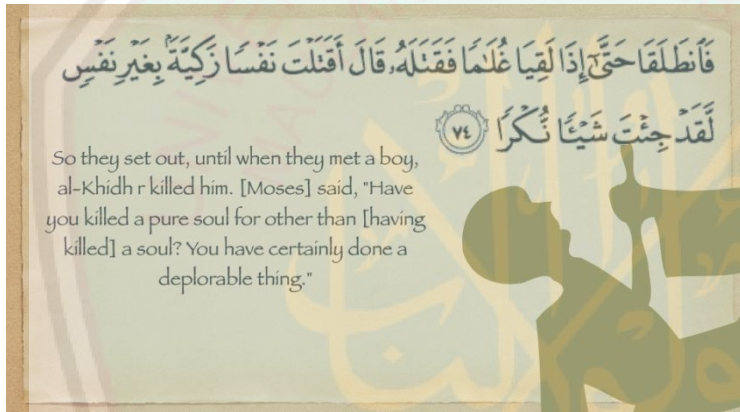 فَٱنطَلَقَا حَتَّىٰٓ إِذَا لَقِيَا غُلَٰمًا فَقَتَلَهُۥ قَالَ أَقَتَلْتَ نَفْسًا زَكِيَّةًۢ بِغَيْرِ نَفْسٍ
لَّقَدْ جِئْتَ شَيْـًٔا نُّكْرًا ٧٤
So they set out, until when they met a boy,
al-Khidh r killed him. [Moses] said, "Have
you killed a pure soul for other than [having
killed] a soul? You have certainly done a
deplorable thing."